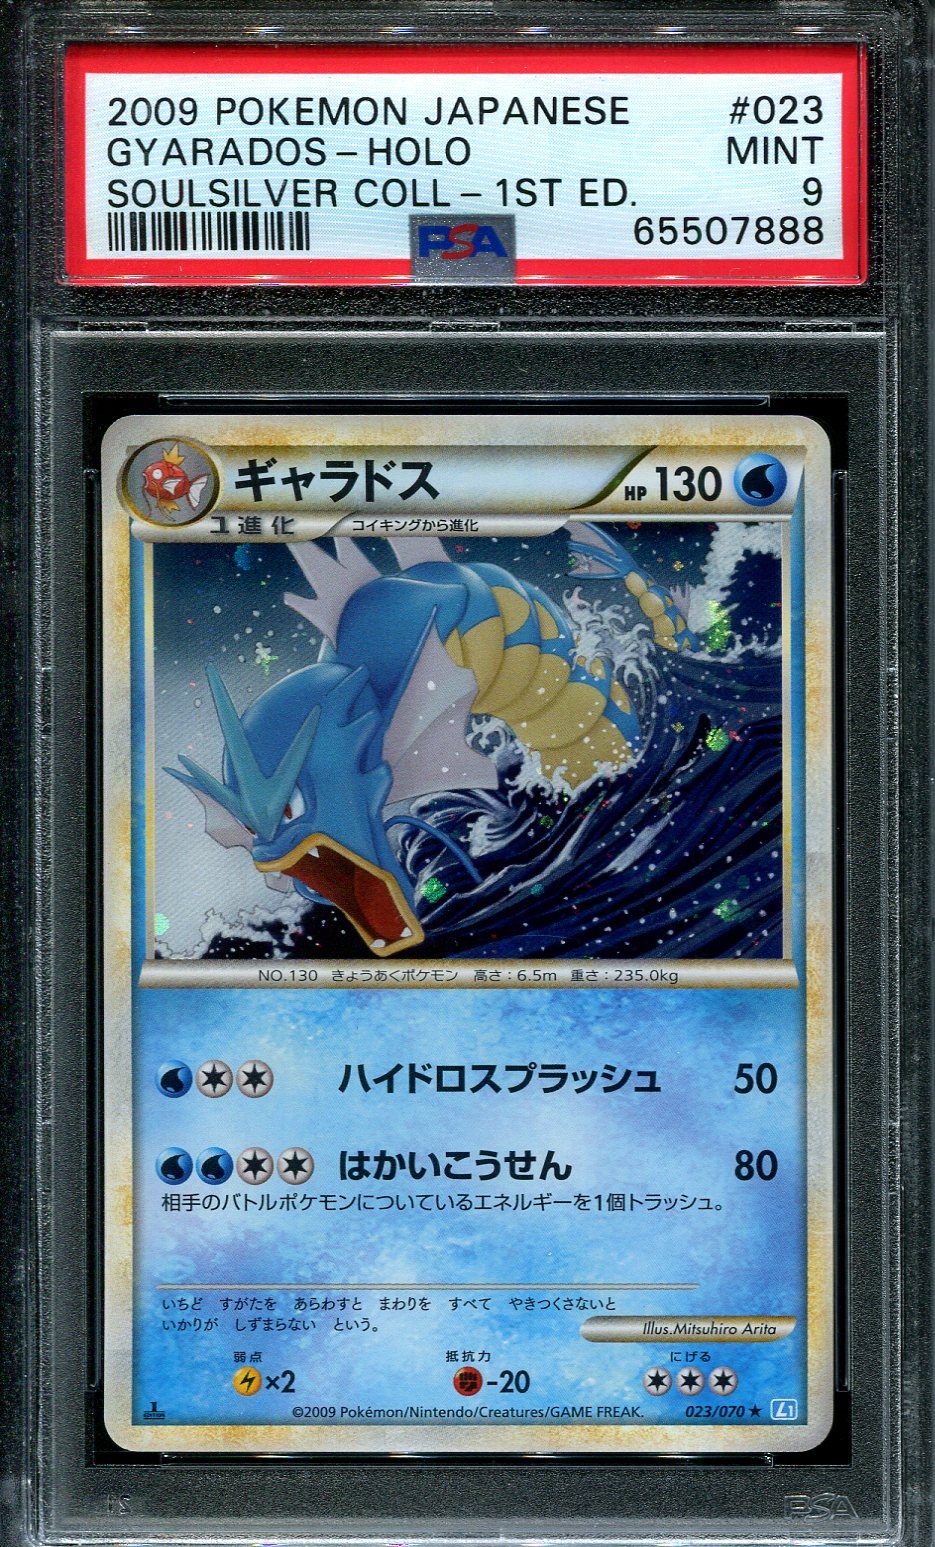 2009 POKEMON JAPANESE #023
GYARADOS - HOLO MINT
SOULSILVER COLL - 1ST ED. 9
65507888
PSA
ギャラドス HP 130
1進化 コイキングから進化
NO.130 きょうあくポケモン 高さ:6.5m 重さ:235.0kg
ハイドロスプラッシュ 50
はかいこうせん 80
相手のバトルポケモンについているエネルギーを1個トラッシュ。
いちど すがたを あらわすと まわりを すべて やきつくさないと
いかりが しずまらない という。
Illus.Mitsuhiro Arita
弱点 抵抗力 にげる
×2 -20
1 EDITION
©2009 Pokémon/Nintendo/Creatures/GAME FREAK.
023/070 ★ L1
PSA